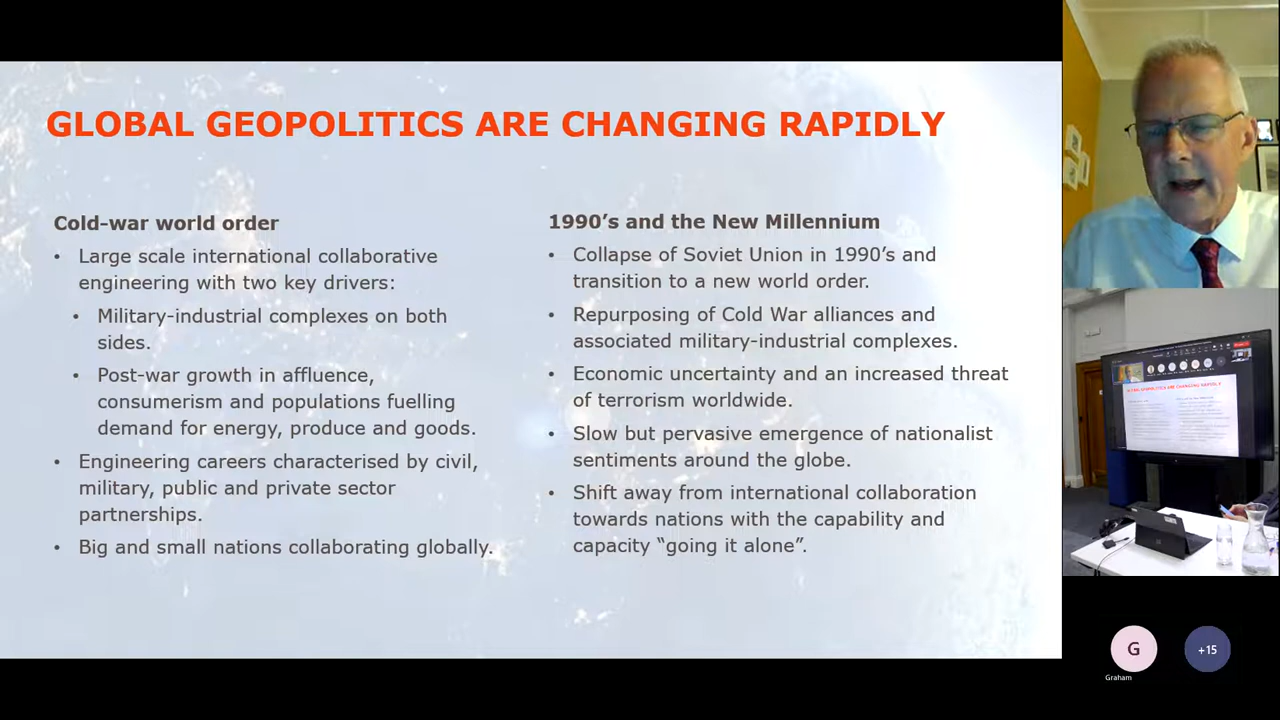 GLOBAL GEOPOLITICS ARE CHANGING RAPIDLY
Cold-war world order
• Large scale international collaborative
engineering with two key drivers:
• Military-industrial complexes on both
sides.
• Post-war growth in affluence,
consumerism and populations fuelling
demand for energy, produce and goods.
• Engineering careers characterised by civil,
military, public and private sector
partnerships.
• Big and small nations collaborating globally.
1990’s and the New Millennium
• Collapse of Soviet Union in 1990’s and
transition to a new world order.
• Repurposing of Cold War alliances and
associated military-industrial complexes.
• Economic uncertainty and an increased threat
of terrorism worldwide.
• Slow but pervasive emergence of nationalist
sentiments around the globe.
• Shift away from international collaboration
towards nations with the capability and
capacity “going it alone”.
GLOBAL GEOPOLITICS ARE CHANGING RAPIDLY
G
+15
Graham